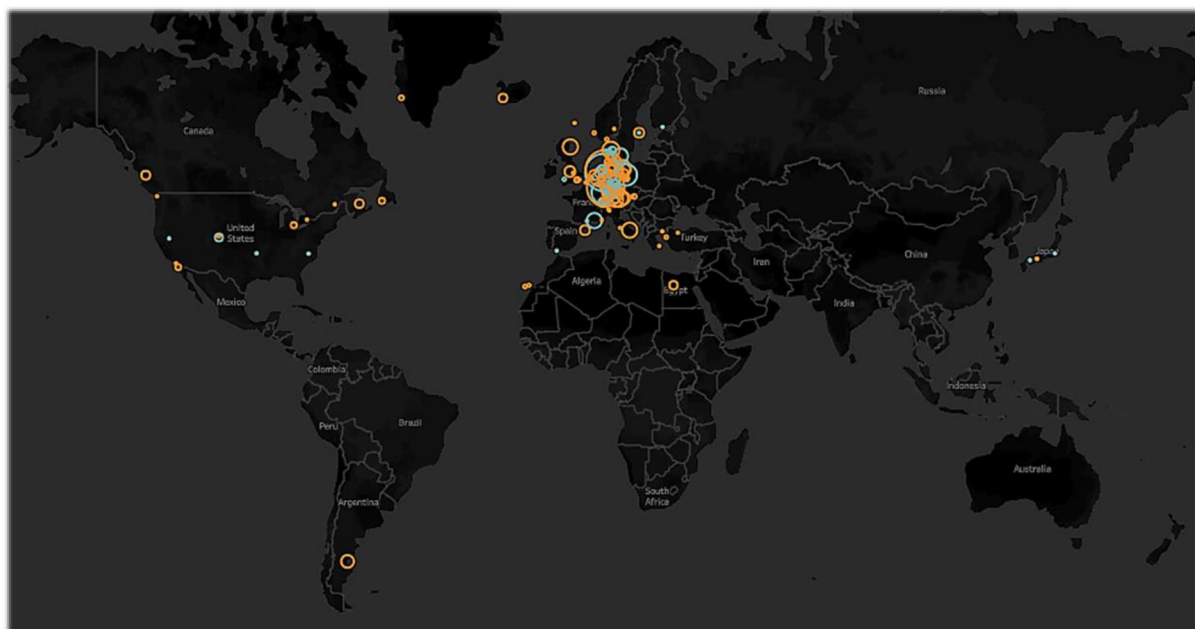 Russia
Canada
United
States
Mexico
Colombia
Peru
Brazil
Argentina
Spain
Turkey
Algeria
Egypt
Iran
India
China
Indonesia
South
Africa
Australia